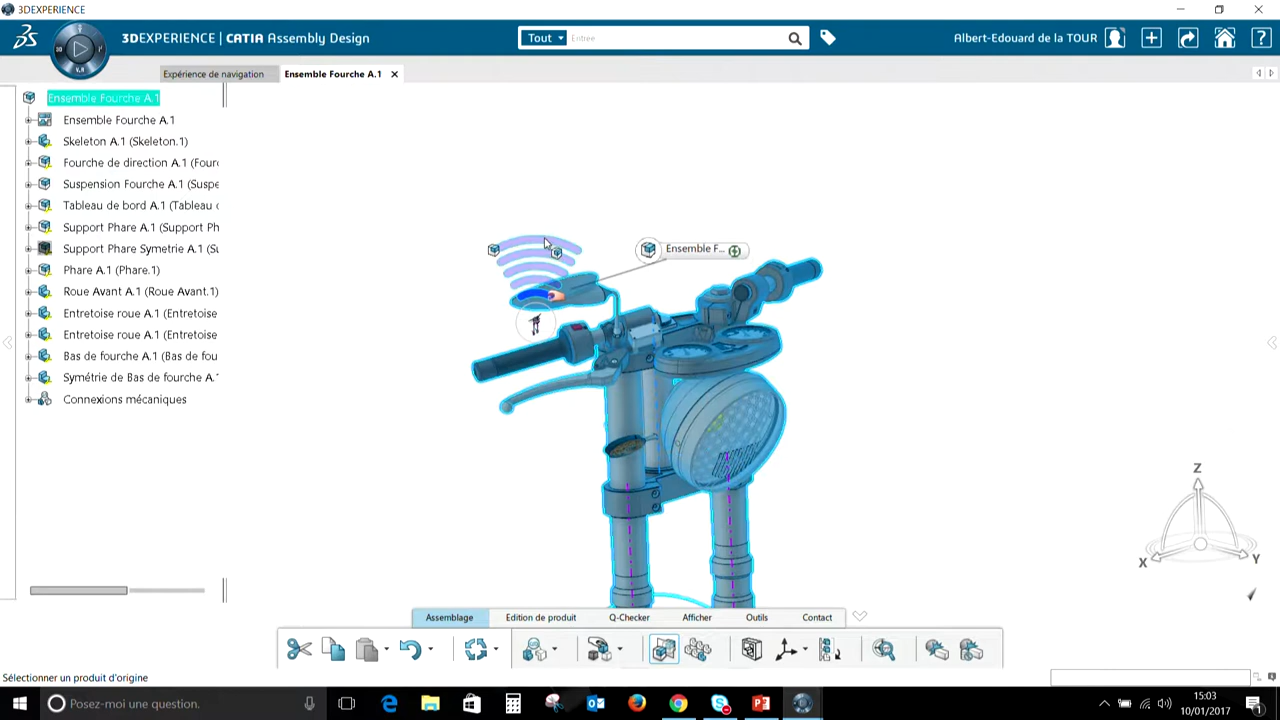 3DEXPERIENCE
3DEXPERIENCE | CATIA Assembly Design
Tout
Entrée
Albert-Edouard de la TOUR
3D
V.R
Expérience de navigation
Ensemble Fourche A.1
Ensemble Fourche A.1
Ensemble Fourche A.1
Skeleton A.1 (Skeleton.1)
Fourche de direction A.1 (Fourc
Suspension Fourche A.1 (Suspe
Tableau de bord A.1 (Tableau d
Support Phare A.1 (Support Ph
Support Phare Symetrie A.1 (Su
Phare A.1 (Phare.1)
Roue Avant A.1 (Roue Avant.1)
Entretoise roue A.1 (Entretoise
Entretoise roue A.1 (Entretoise
Bas de fourche A.1 (Bas de fou
Symétrie de Bas de fourche A.
Connexions mécaniques
Ensemble F...
Z
X
Y
Assemblage
Edition de produit
Q-Checker
Afficher
Outils
Contact
Sélectionner un produit d'origine
Posez-moi une question.
15:03
10/01/2017